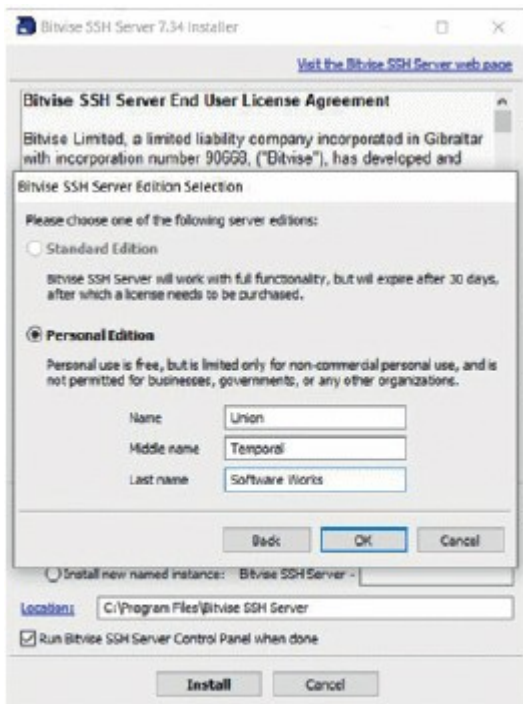 Bitvise SSH Server 7.34 Installer
Visit the Bitvise SSH Server web page
Bitvise SSH Server End User License Agreement
Bitvise Limited, a limited liability company incorporated in Gibraltar
with incorporation number 90668, ("Bitvise"), has developed and
Bitvise SSH Server Edition Selection
Please choose one of the following server editions:
Standard Edition
Bitvise SSH Server will work with full functionality, but will expire after 30 days,
after which a license needs to be purchased.
Personal Edition
Personal use is free, but is limited only for non-commercial personal use, and is
not permitted for businesses, governments, or any other organizations.
Name Union
Middle name Temporal
Last name Software Works
Back OK Cancel
Install new named instance: Bitvise SSH Server -
Location: C:\Program Files\Bitvise SSH Server
Run Bitvise SSH Server Control Panel when done
Install Cancel